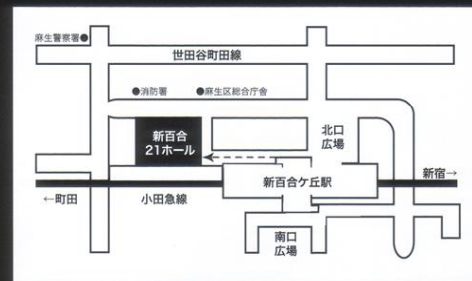 麻生警察署●
世田谷町田線
●消防署
●麻生区総合庁舎
新百合
21ホール
北口
広場
新百合ケ丘駅
新宿→
←町田
小田急線
南口
広場